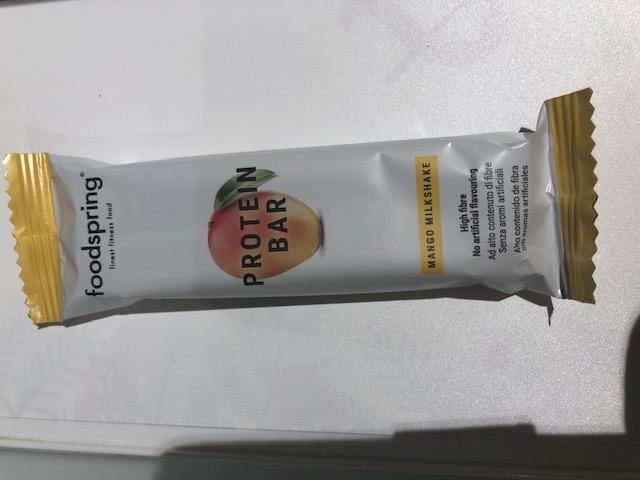 foodspring®
finest fitness food
PROTEIN
BAR
MANGO MILKSHAKE
High fibre
No artificial flavouring
Ad alto contenuto di fibre
Senza aromi artificiali
Alto contenido de fibra
Sin aromas artificiales